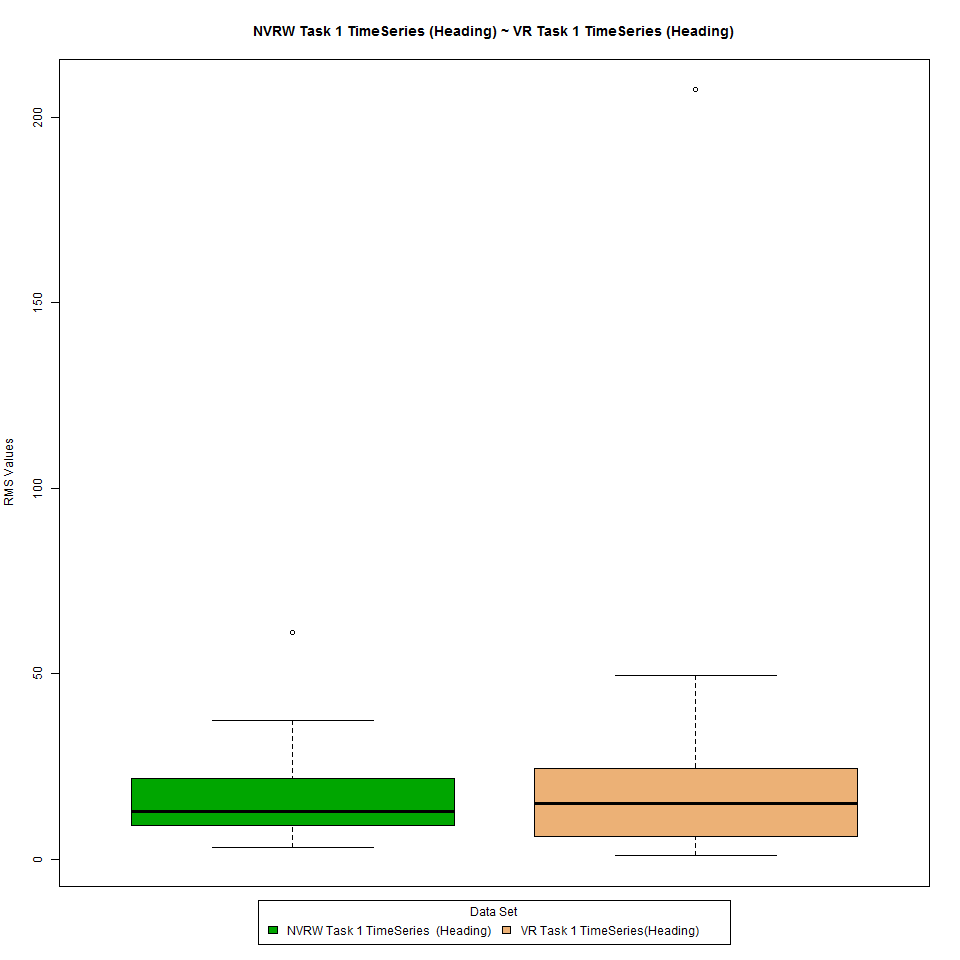 NVRW Task 1 TimeSeries (Heading) ~ VR Task 1 TimeSeries (Heading)
200
150
100
50
0
RMS Values
Data Set
NVRW Task 1 TimeSeries  (Heading) VR Task 1 TimeSeries(Heading)